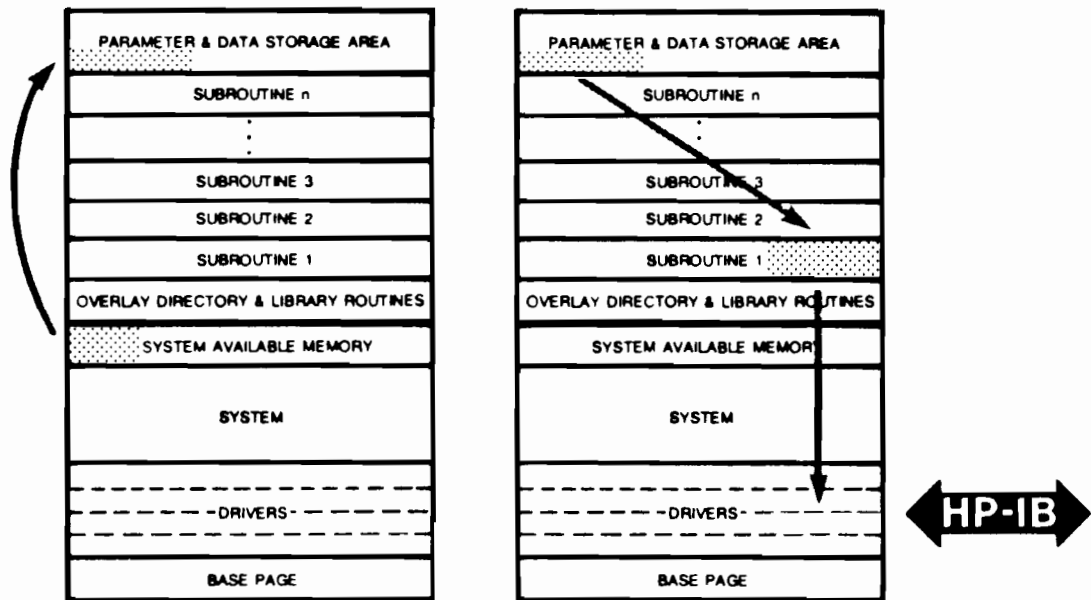 PARAMETER & DATA STORAGE AREA
SUBROUTINE n
SUBROUTINE 3
SUBROUTINE 2
SUBROUTINE 1
OVERLAY DIRECTORY & LIBRARY ROUTINES
SYSTEM AVAILABLE MEMORY
SYSTEM
DRIVERS
BASE PAGE
PARAMETER & DATA STORAGE AREA
SUBROUTINE n
SUBROUTINE 3
SUBROUTINE 2
SUBROUTINE 1
OVERLAY DIRECTORY & LIBRARY ROUTINES
SYSTEM AVAILABLE MEMORY
SYSTEM
DRIVERS
BASE PAGE
HP-IB